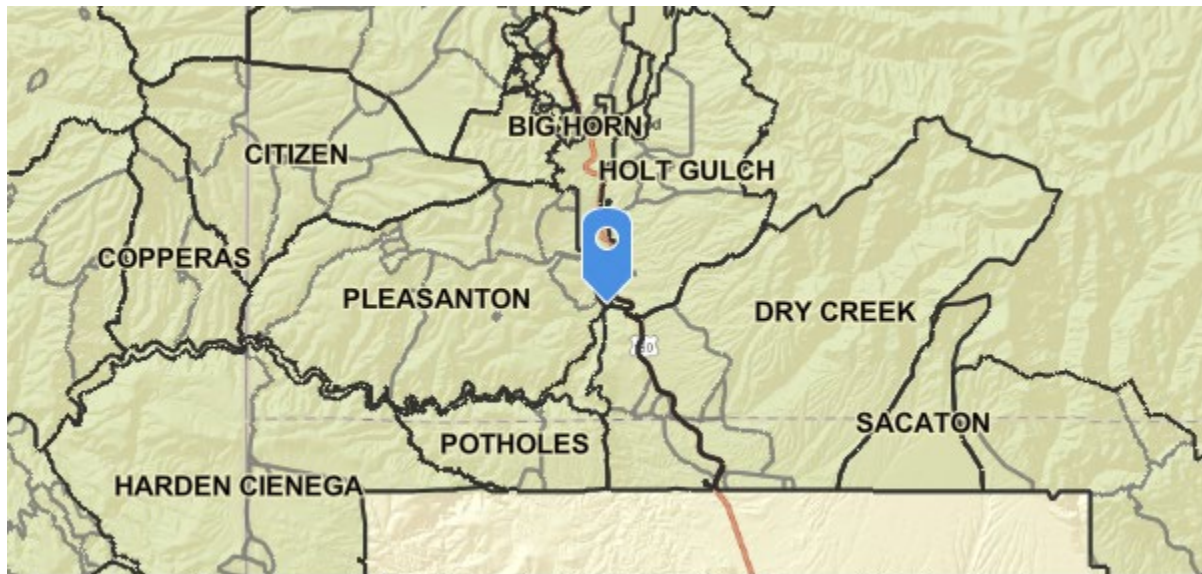 BIG HORN
CITIZEN
HOLT GULCH
COPPERAS
PLEASANTON
DRY CREEK
SACATON
POTHOLES
HARDEN CIENEGA